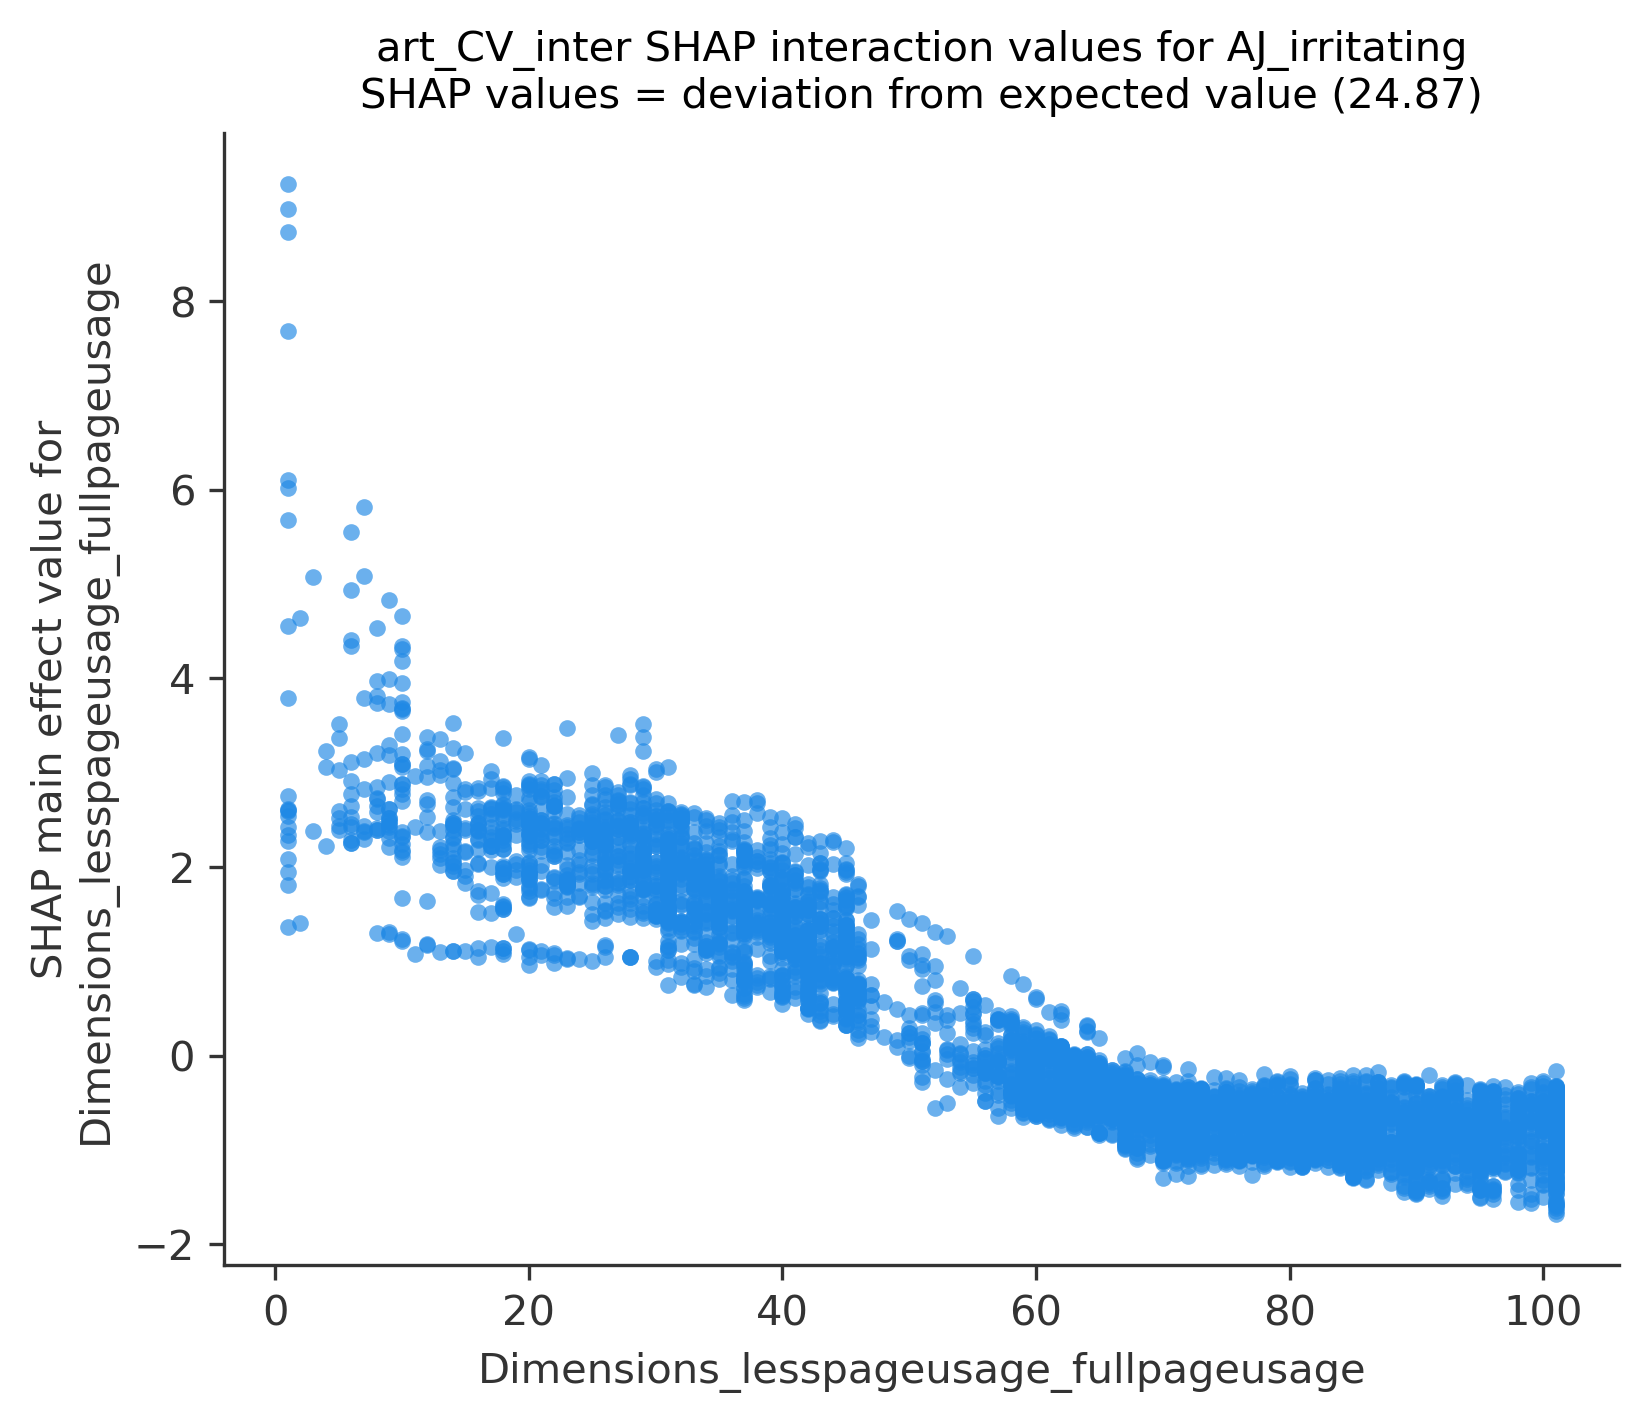 art_CV_inter SHAP interaction values for AJ_irritating
SHAP values = deviation from expected value (24.87)
SHAP main effect value for
Dimensions_lesspageusage_fullpageusage
8
6
4
2
0
−2
0 20 40 60 80 100
Dimensions_lesspageusage_fullpageusage